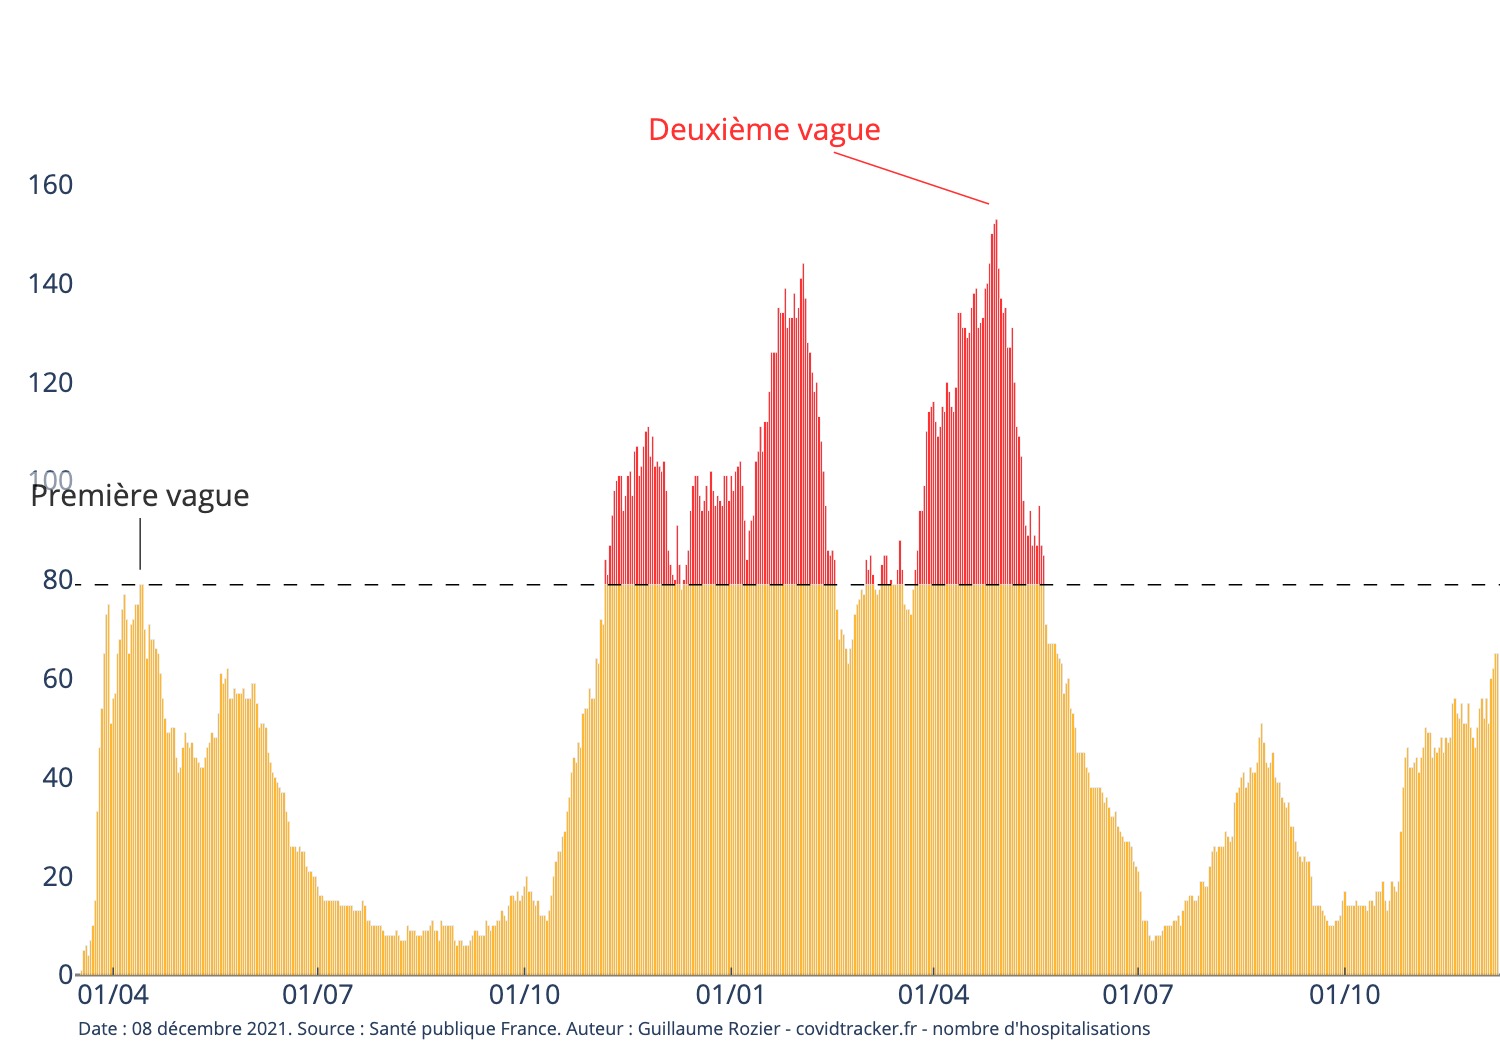 Deuxième vague
160
140
120
100
Première vague
80
60
40
20
0
01/04 01/07 01/10 01/01 01/04 01/07 01/10
Date : 08 décembre 2021. Source : Santé publique France. Auteur : Guillaume Rozier - covidtracker.fr - nombre d'hospitalisations